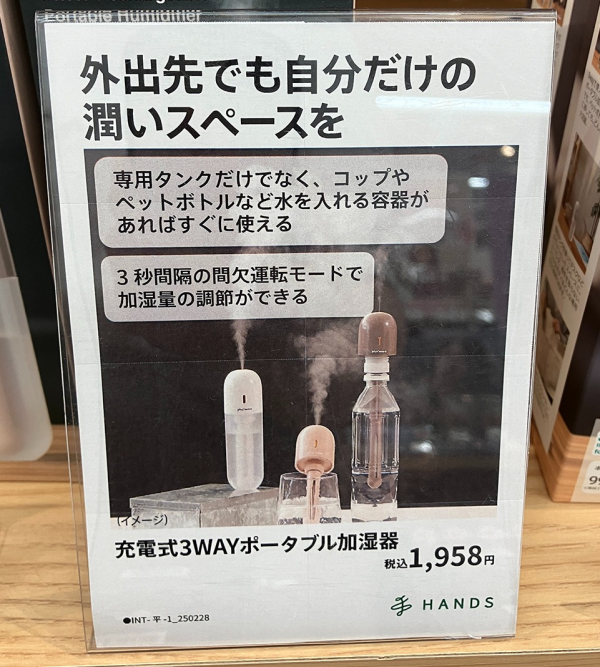 Portable Humidifier
外出先でも自分だけの
潤いスペースを
専用タンクだけでなく、コップや
ペットボトルなど水を入れる容器が
あればすぐに使える
3秒間隔の間欠運転モードで
加湿量の調節ができる
(イメージ)
充電式3WAYポータブル加湿器
税込1,958円
HANDS
●INT-平-1_250228